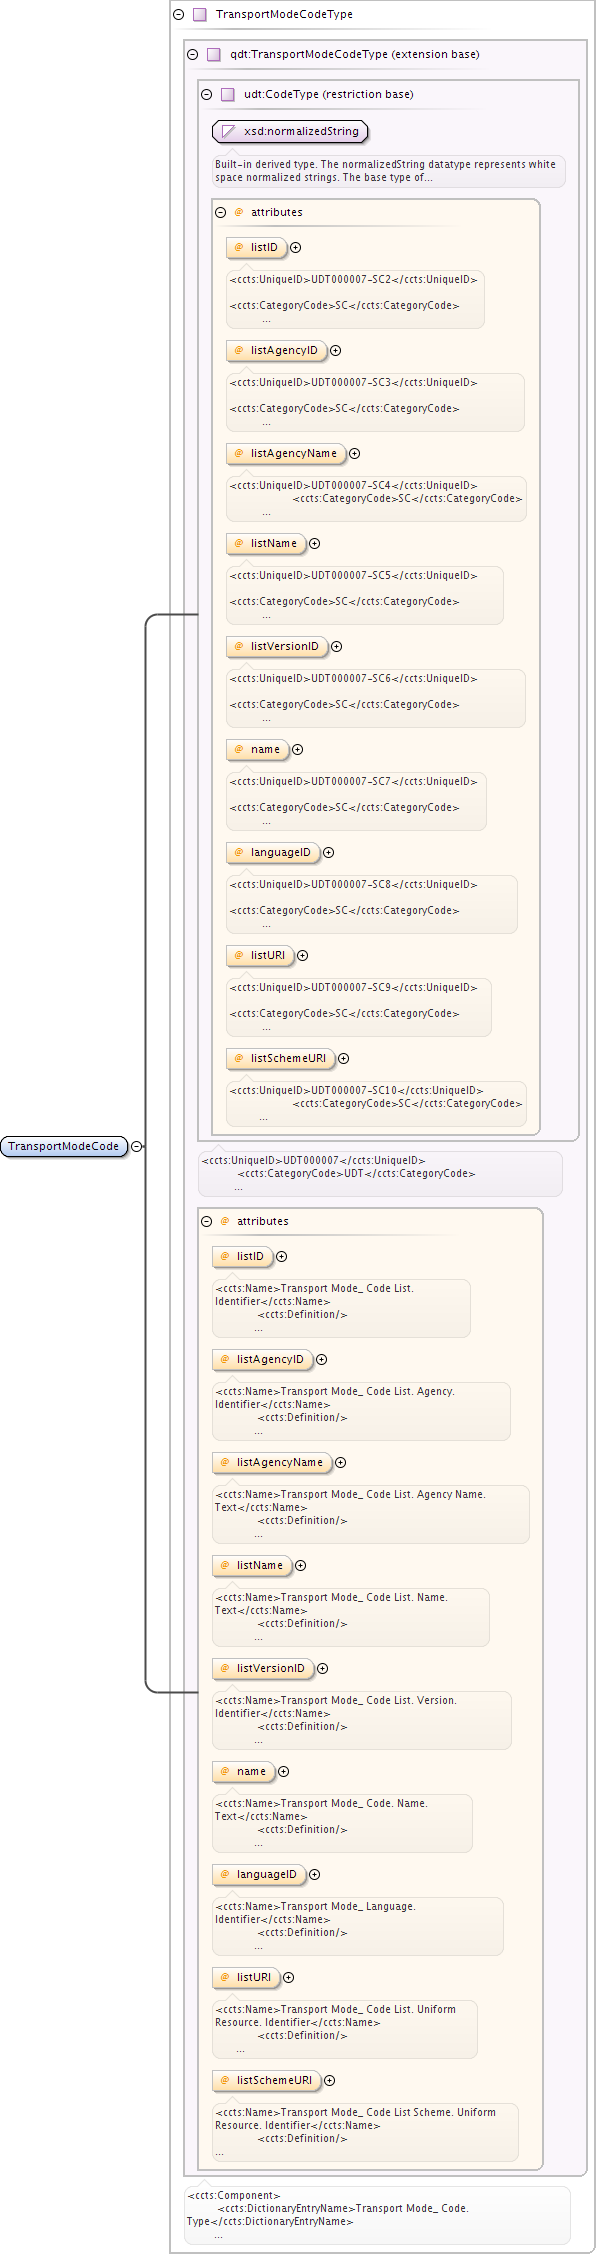 TransportModeCodeType
qdt:TransportModeCodeType (extension base)
udt:CodeType (restriction base)
xsd:normalizedString
Built-in derived type. The normalizedString datatype represents white
space normalized strings. The base type of...
@ attributes
@ listID
<ccts:UniqueID>UDT000007-SC2</ccts:UniqueID>
<ccts:CategoryCode>SC</ccts:CategoryCode>
...
@ listAgencyID
<ccts:UniqueID>UDT000007-SC3</ccts:UniqueID>
<ccts:CategoryCode>SC</ccts:CategoryCode>
...
@ listAgencyName
<ccts:UniqueID>UDT000007-SC4</ccts:UniqueID>
<ccts:CategoryCode>SC</ccts:CategoryCode>
...
@ listName
<ccts:UniqueID>UDT000007-SC5</ccts:UniqueID>
<ccts:CategoryCode>SC</ccts:CategoryCode>
...
@ listVersionID
<ccts:UniqueID>UDT000007-SC6</ccts:UniqueID>
<ccts:CategoryCode>SC</ccts:CategoryCode>
...
@ name
<ccts:UniqueID>UDT000007-SC7</ccts:UniqueID>
<ccts:CategoryCode>SC</ccts:CategoryCode>
...
@ languageID
<ccts:UniqueID>UDT000007-SC8</ccts:UniqueID>
<ccts:CategoryCode>SC</ccts:CategoryCode>
...
@ listURI
<ccts:UniqueID>UDT000007-SC9</ccts:UniqueID>
<ccts:CategoryCode>SC</ccts:CategoryCode>
...
@ listSchemeURI
<ccts:UniqueID>UDT000007-SC10</ccts:UniqueID>
<ccts:CategoryCode>SC</ccts:CategoryCode>
...
TransportModeCode
<ccts:UniqueID>UDT000007</ccts:UniqueID>
<ccts:CategoryCode>UDT</ccts:CategoryCode>
...
@ attributes
@ listID
<ccts:Name>Transport Mode_ Code List.
Identifier</ccts:Name>
<ccts:Definition/>
...
@ listAgencyID
<ccts:Name>Transport Mode_ Code List. Agency.
Identifier</ccts:Name>
<ccts:Definition/>
...
@ listAgencyName
<ccts:Name>Transport Mode_ Code List. Agency Name.
Text</ccts:Name>
<ccts:Definition/>
...
@ listName
<ccts:Name>Transport Mode_ Code List. Name.
Text</ccts:Name>
<ccts:Definition/>
...
@ listVersionID
<ccts:Name>Transport Mode_ Code List. Version.
Identifier</ccts:Name>
<ccts:Definition/>
...
@ name
<ccts:Name>Transport Mode_ Code. Name.
Text</ccts:Name>
<ccts:Definition/>
...
@ languageID
<ccts:Name>Transport Mode_ Language.
Identifier</ccts:Name>
<ccts:Definition/>
...
@ listURI
<ccts:Name>Transport Mode_ Code List. Uniform
Resource. Identifier</ccts:Name>
<ccts:Definition/>
...
@ listSchemeURI
<ccts:Name>Transport Mode_ Code List Scheme. Uniform
Resource. Identifier</ccts:Name>
<ccts:Definition/>
...
<ccts:Component>
<ccts:DictionaryEntryName>Transport Mode_ Code.
Type</ccts:DictionaryEntryName>
...